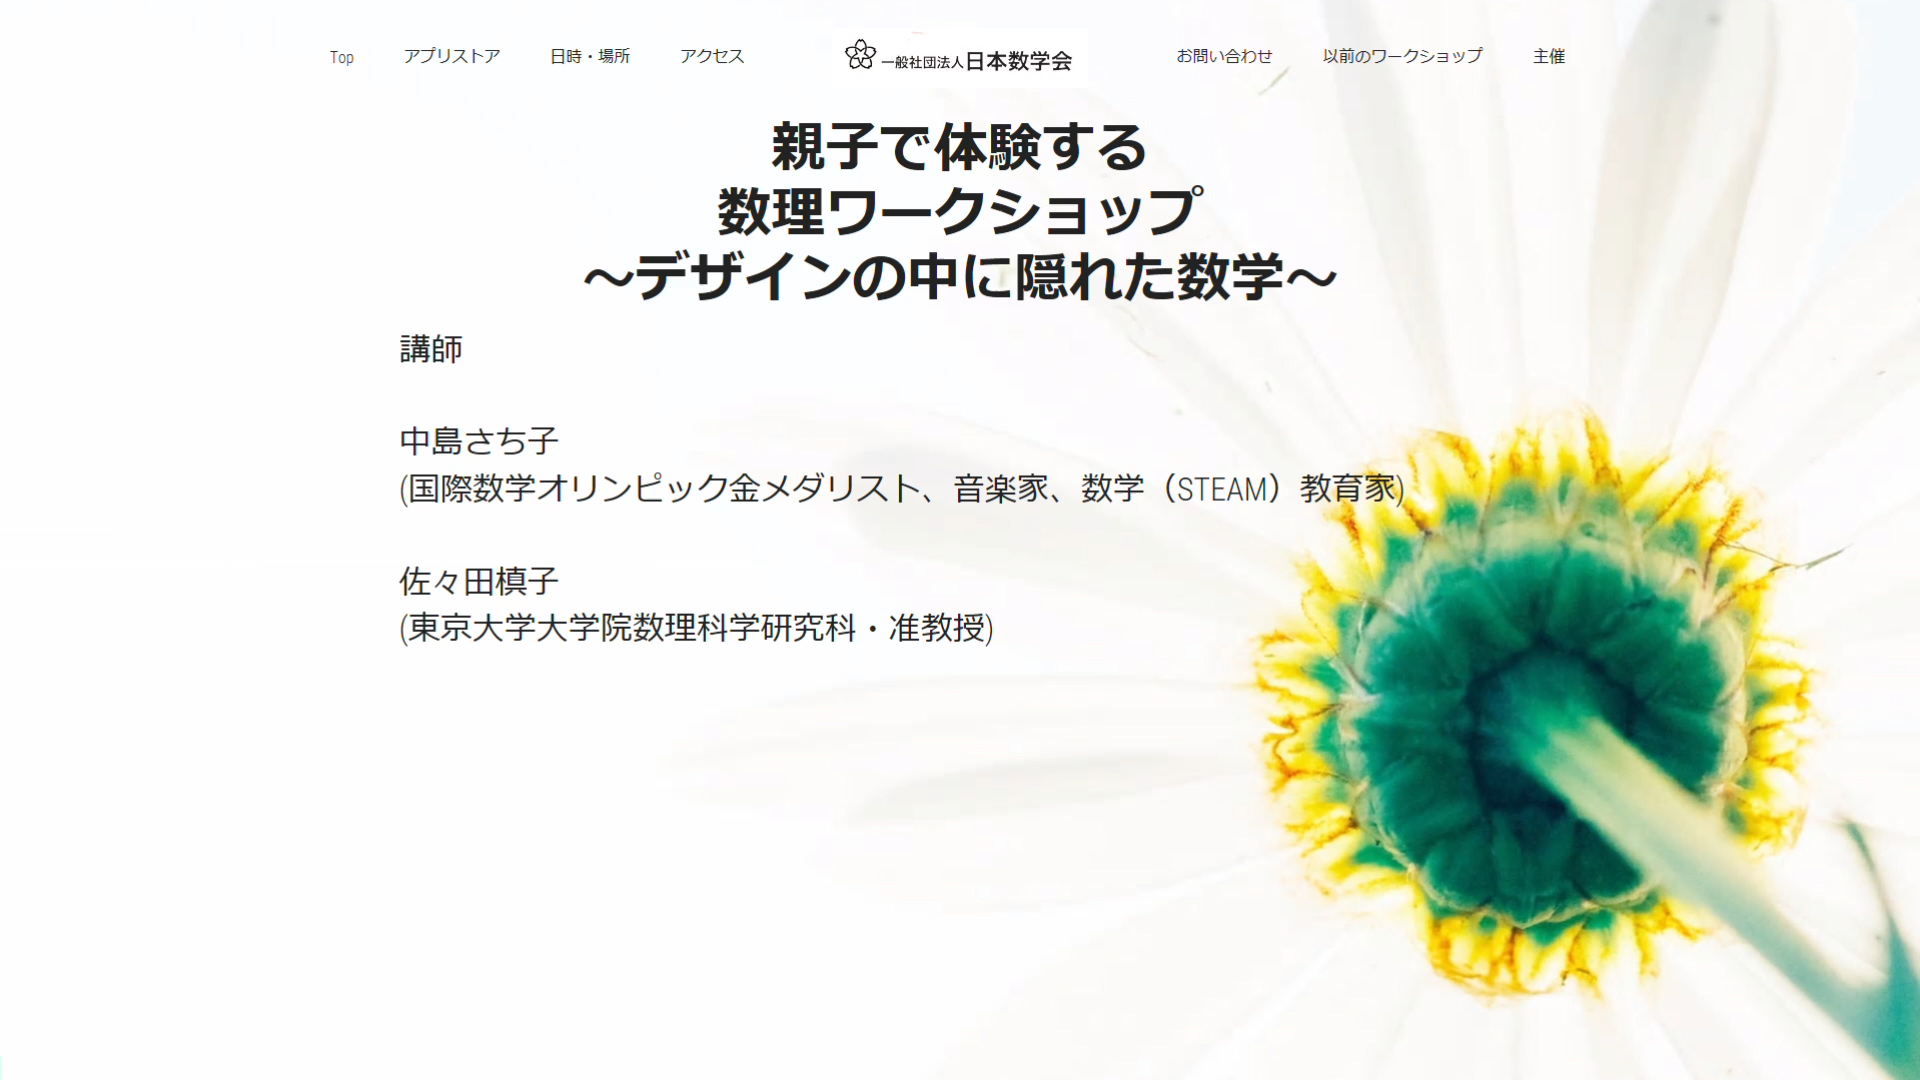 Top アプリストア 日時・場所 アクセス 一般社団法人日本数学会 お問い合わせ 以前のワークショップ 主催
親子で体験する
数理ワークショップ
～デザインの中に隠れた数学～
講師
中島さち子
(国際数学オリンピック金メダリスト、音楽家、数学（STEAM）教育家)
佐々田槙子
(東京大学大学院数理科学研究科・准教授)